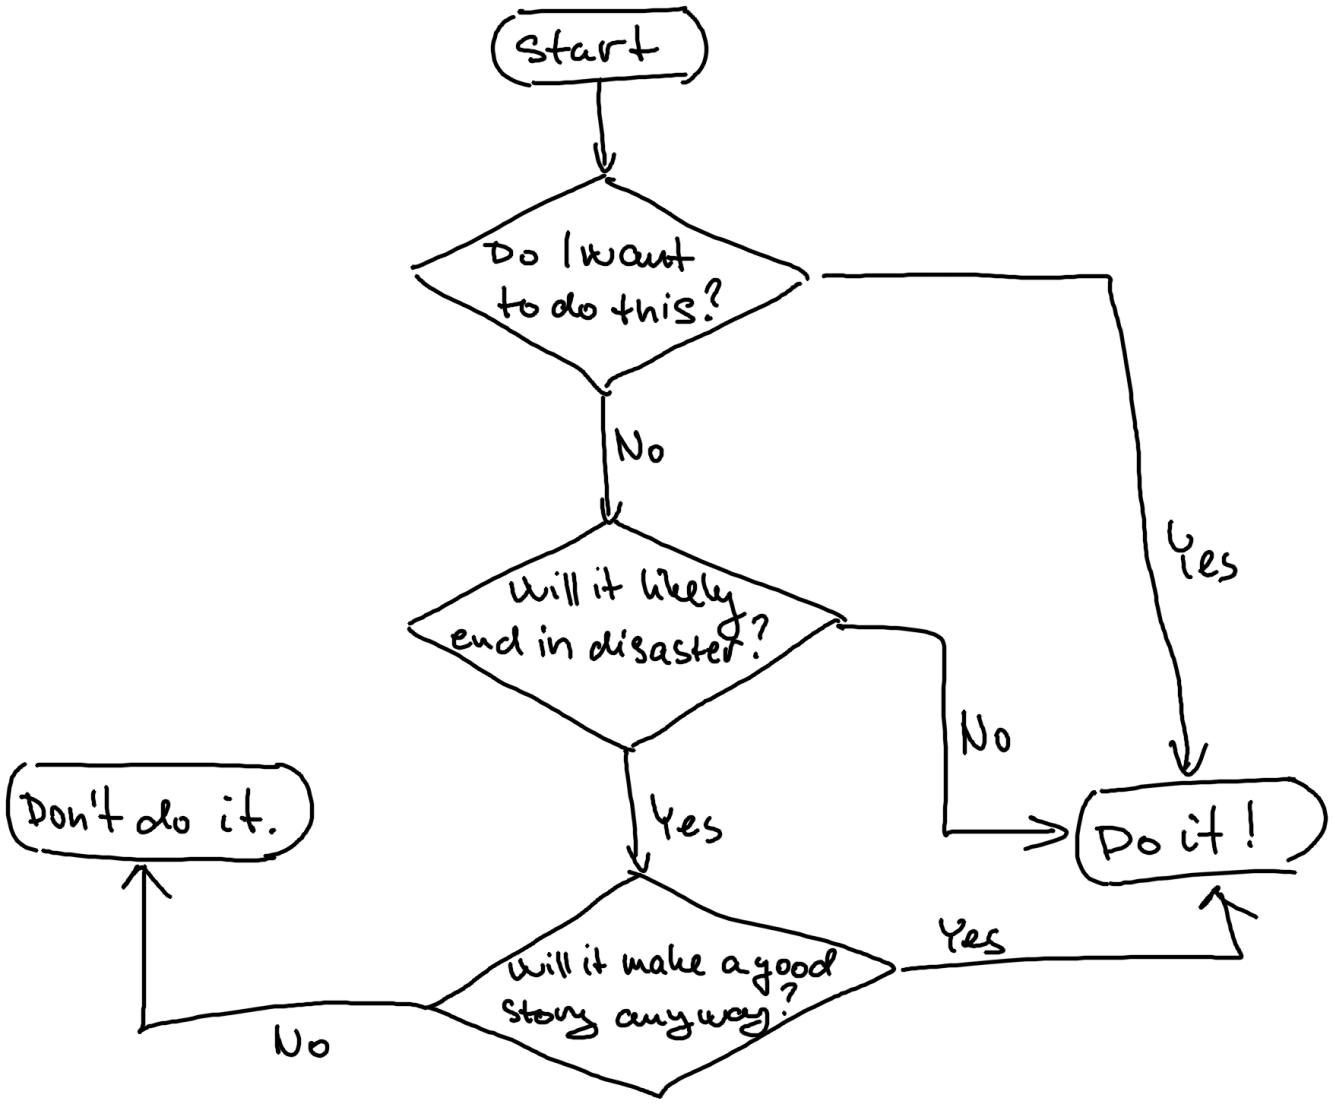 Start
Do I want
to do this?
No
Yes
Will it likely
end in disaster?
No
Yes
Don't do it.
Do it!
Will it make a good
story anyway?
Yes
No